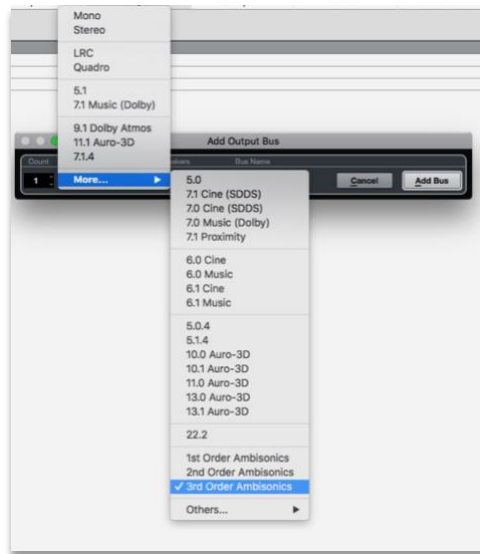 Mono
Stereo
LRC
Quadro
5.1
7.1 Music (Dolby)
9.1 Dolby Atmos
11.1 Auro-3D
7.1.4
More...
Add Output Bus
Count
Bus Name
1
Cancel
Add Bus
5.0
7.1 Cine (SDDS)
7.0 Cine (SDDS)
7.0 Music (Dolby)
7.1 Proximity
6.0 Cine
6.0 Music
6.1 Cine
6.1 Music
5.0.4
5.1.4
10.0 Auro-3D
10.1 Auro-3D
11.0 Auro-3D
13.0 Auro-3D
13.1 Auro-3D
22.2
1st Order Ambisonics
2nd Order Ambisonics
3rd Order Ambisonics
Others...